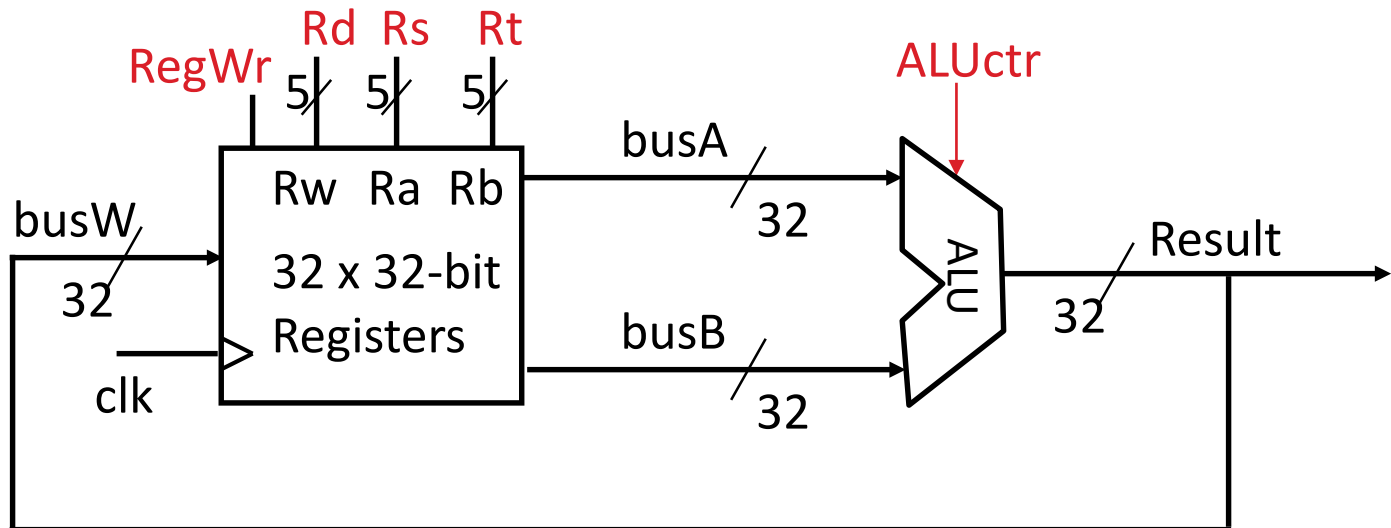 Rd Rs Rt
RegWr
ALUctr
5 5 5
busA
Rw Ra Rb
32
busW
Result
32 x 32-bit
ALU
32
32
Registers
busB
clk
32